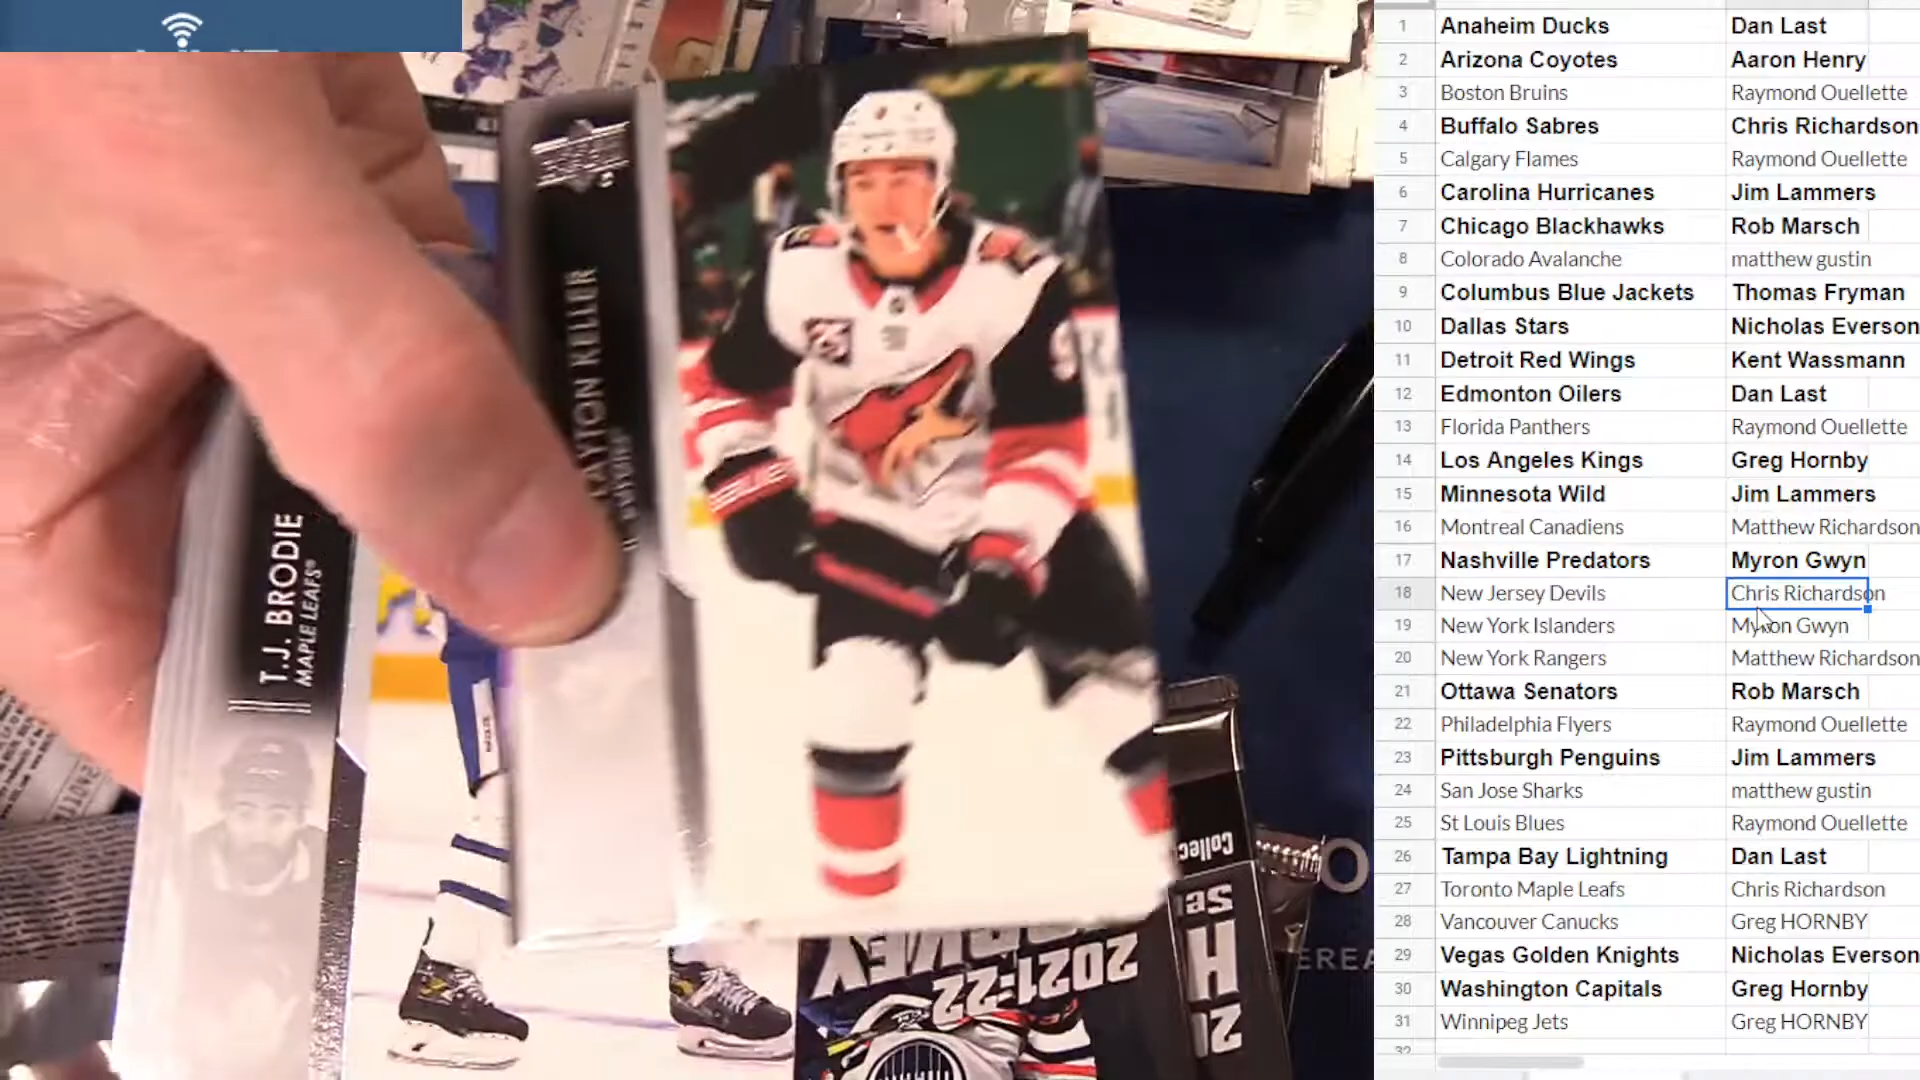 1 Anaheim Ducks Dan Last
2 Arizona Coyotes Aaron Henry
3 Boston Bruins Raymond Ouellette
4 Buffalo Sabres Chris Richardson
5 Calgary Flames Raymond Ouellette
6 Carolina Hurricanes Jim Lammers
7 Chicago Blackhawks Rob Marsch
8 Colorado Avalanche matthew gustin
9 Columbus Blue Jackets Thomas Fryman
10 Dallas Stars Nicholas Everson
11 Detroit Red Wings Kent Wassmann
12 Edmonton Oilers Dan Last
13 Florida Panthers Raymond Ouellette
14 Los Angeles Kings Greg Hornby
15 Minnesota Wild Jim Lammers
16 Montreal Canadiens Matthew Richardson
17 Nashville Predators Myron Gwyn
18 New Jersey Devils Chris Richardson
19 New York Islanders Myron Gwyn
20 New York Rangers Matthew Richardson
21 Ottawa Senators Rob Marsch
22 Philadelphia Flyers Raymond Ouellette
23 Pittsburgh Penguins Jim Lammers
24 San Jose Sharks matthew gustin
25 St Louis Blues Raymond Ouellette
26 Tampa Bay Lightning Dan Last
27 Toronto Maple Leafs Chris Richardson
28 Vancouver Canucks Greg HORNBY
29 Vegas Golden Knights Nicholas Everson
30 Washington Capitals Greg Hornby
31 Winnipeg Jets Greg HORNBY
32
T.J. BRODIE
MAPLE LEAFS®
AYTON KELLER
2021-22
Collec
Ser
H
20
EREA